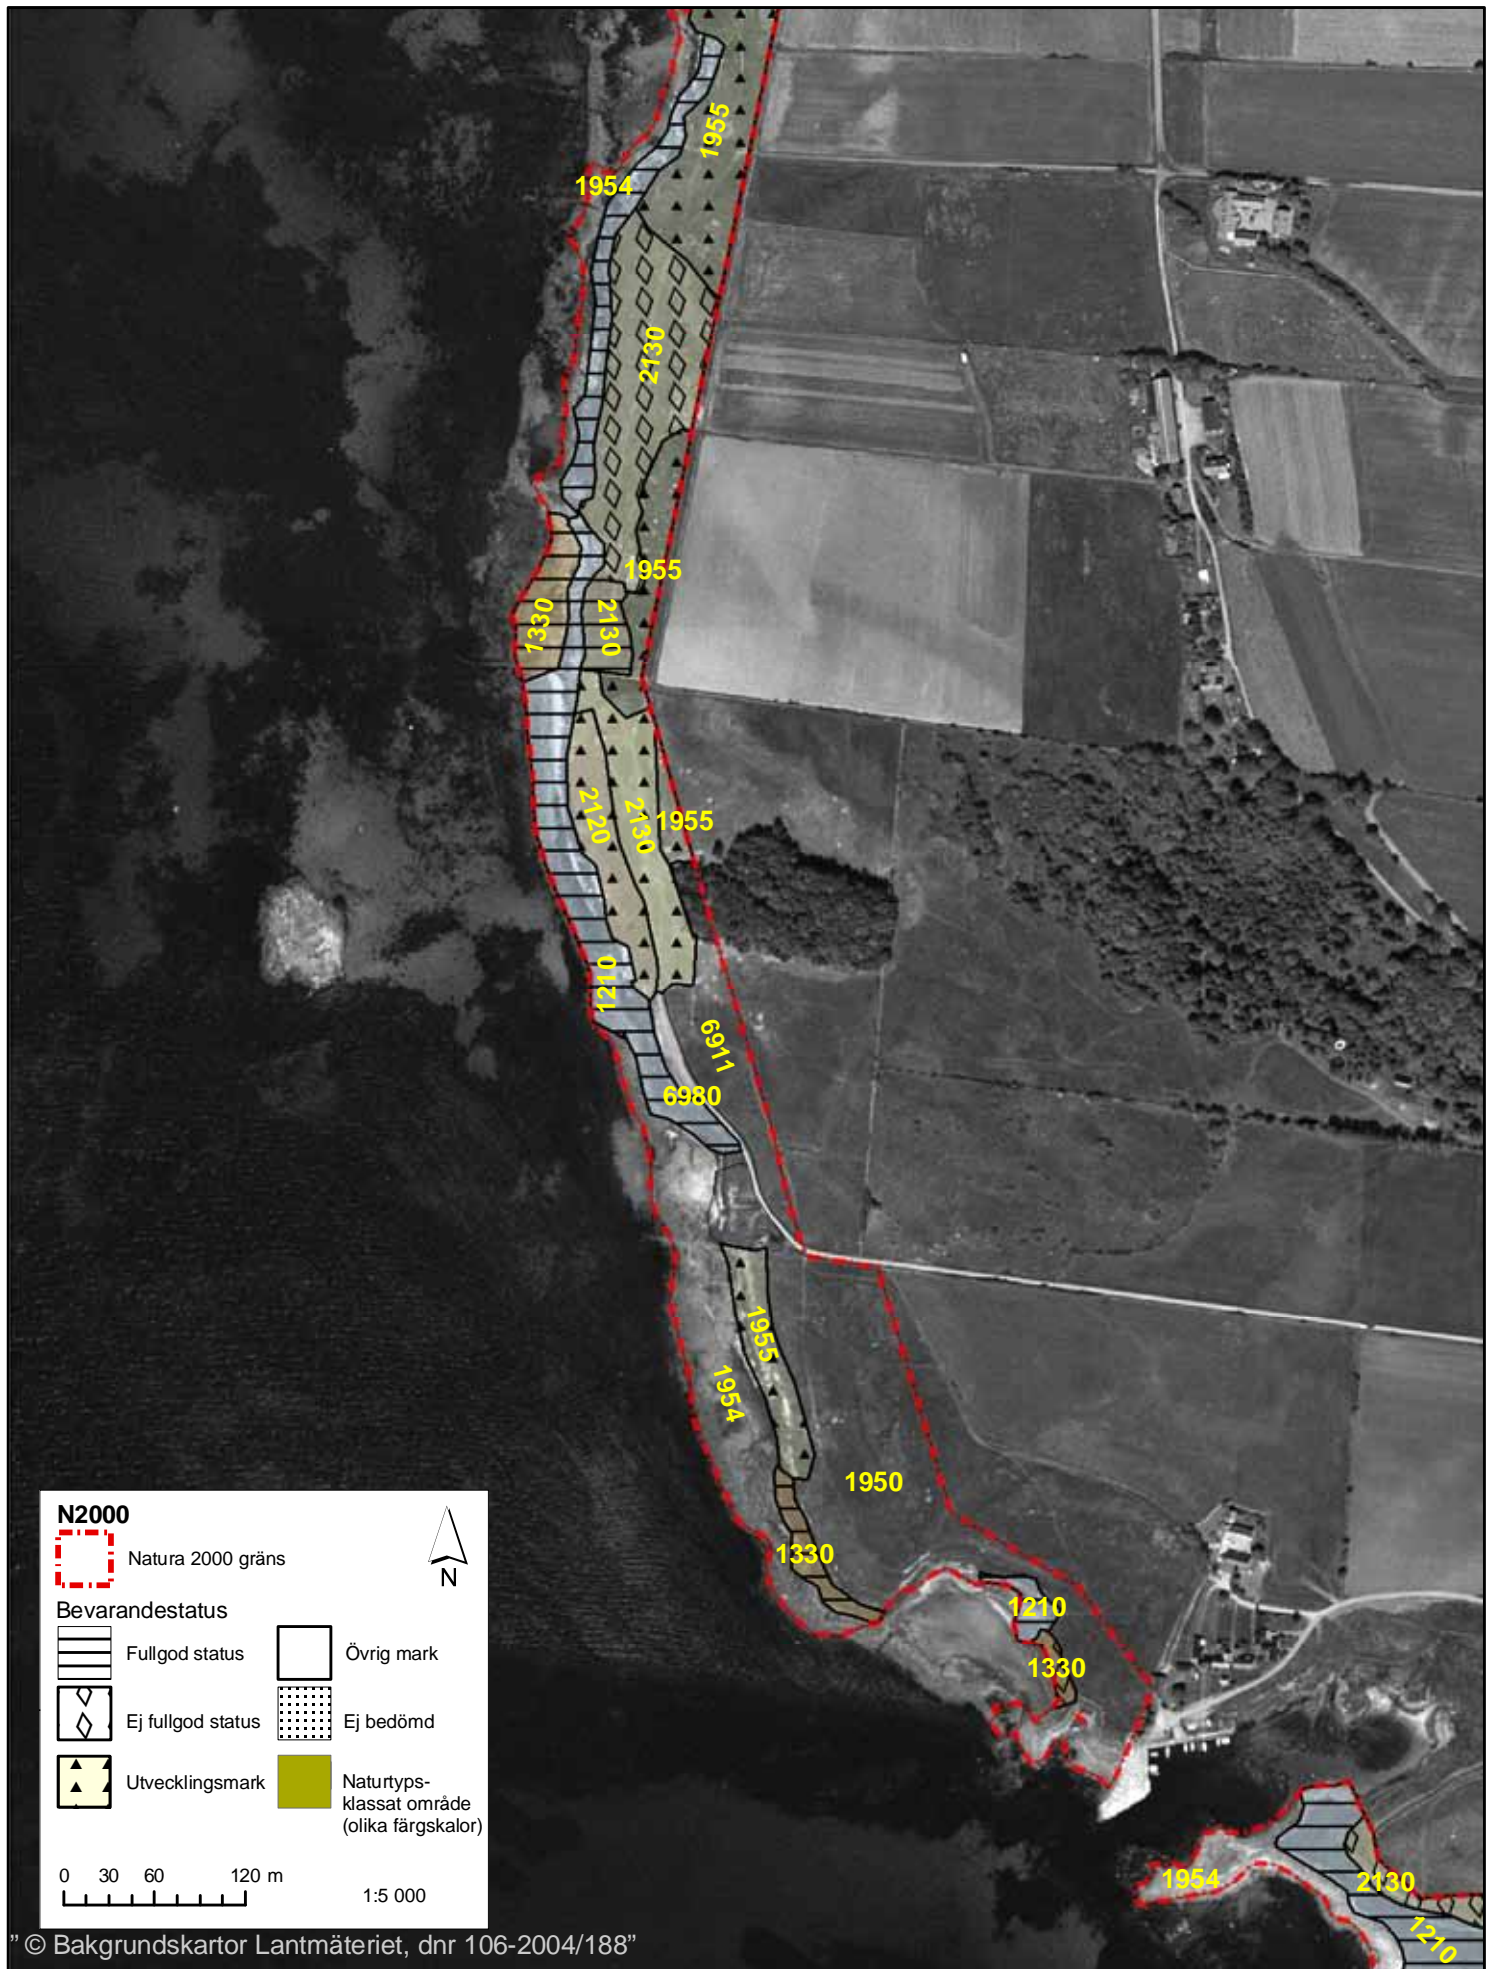 1955
1954
2130
1955
1330
2130
2120
2130
1955
1210
6911
6980
1955
1954
1950
1330
1210
1330
1954
2130
1210
N2000
Natura 2000 gräns
N
Bevarandestatus
Fullgod status
Övrig mark
Ej fullgod status
Ej bedömd
Utvecklingsmark
Naturtyps-
klassat område
(olika färgskalor)
0 30 60 120 m
1:5 000
" © Bakgrundskartor Lantmäteriet, dnr 106-2004/188"